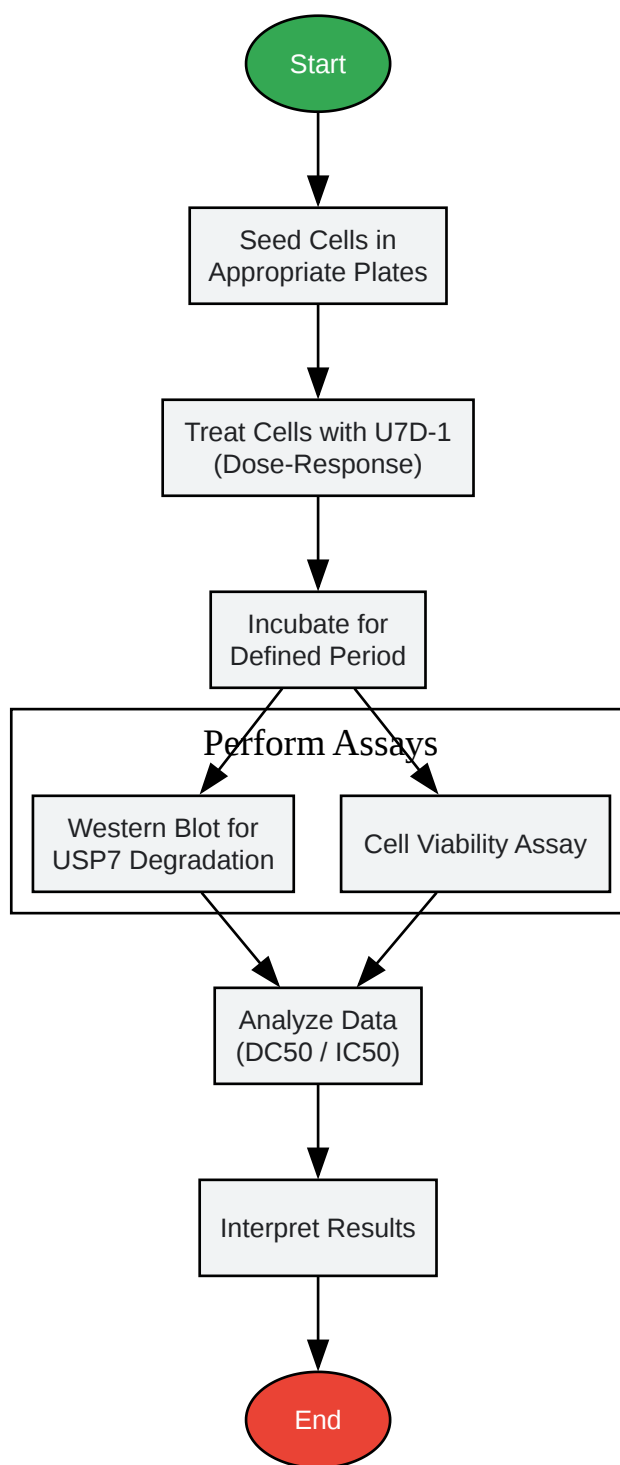 Start
Seed Cells in
Appropriate Plates
Treat Cells with U7D-1
(Dose-Response)
Incubate for
Defined Period
Perform Assays
Western Blot for
USP7 Degradation
Cell Viability Assay
Analyze Data
(DC50 / IC50)
Interpret Results
End